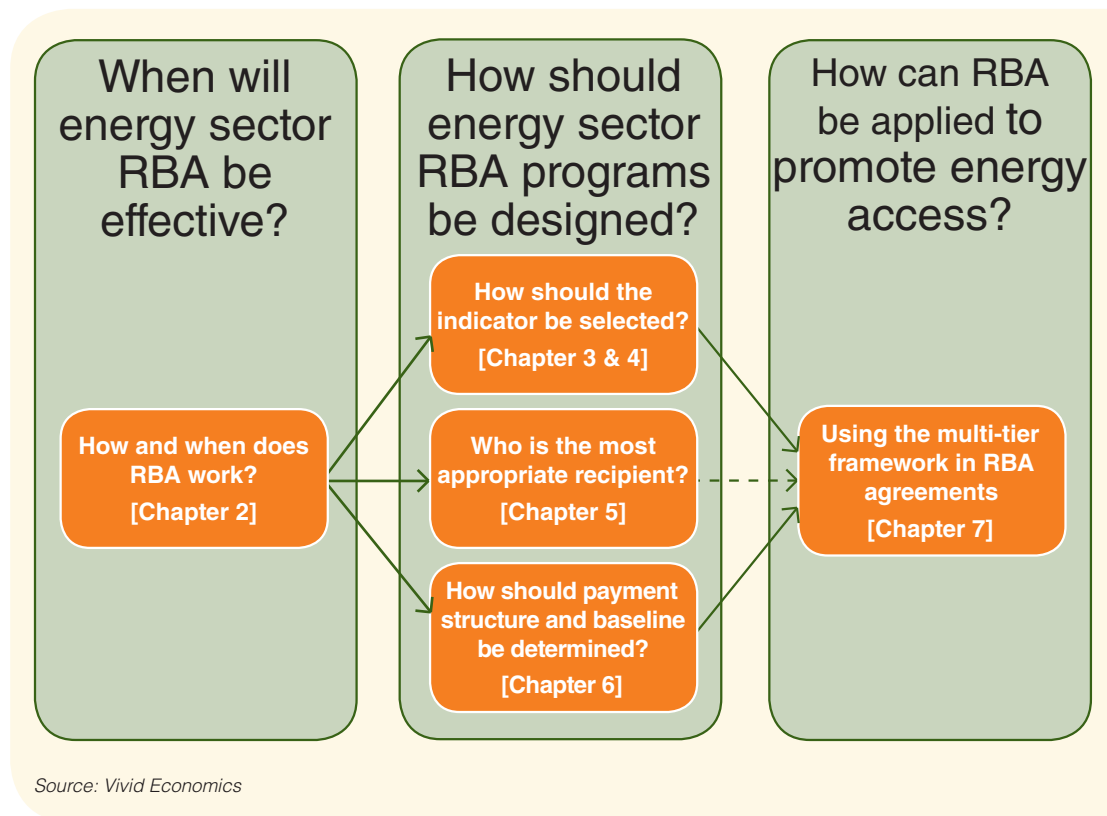 When will
energy sector
RBA be
effective?
How and when does
RBA work?
[Chapter 2]
How should
energy sector
RBA programs
be designed?
How should the
indicator be selected?
[Chapter 3 & 4]
Who is the most
appropriate recipient?
[Chapter 5]
How should payment
structure and baseline
be determined?
[Chapter 6]
How can RBA
be applied to
promote energy
access?
Using the multi-tier
framework in RBA
agreements
[Chapter 7]
Source: Vivid Economics